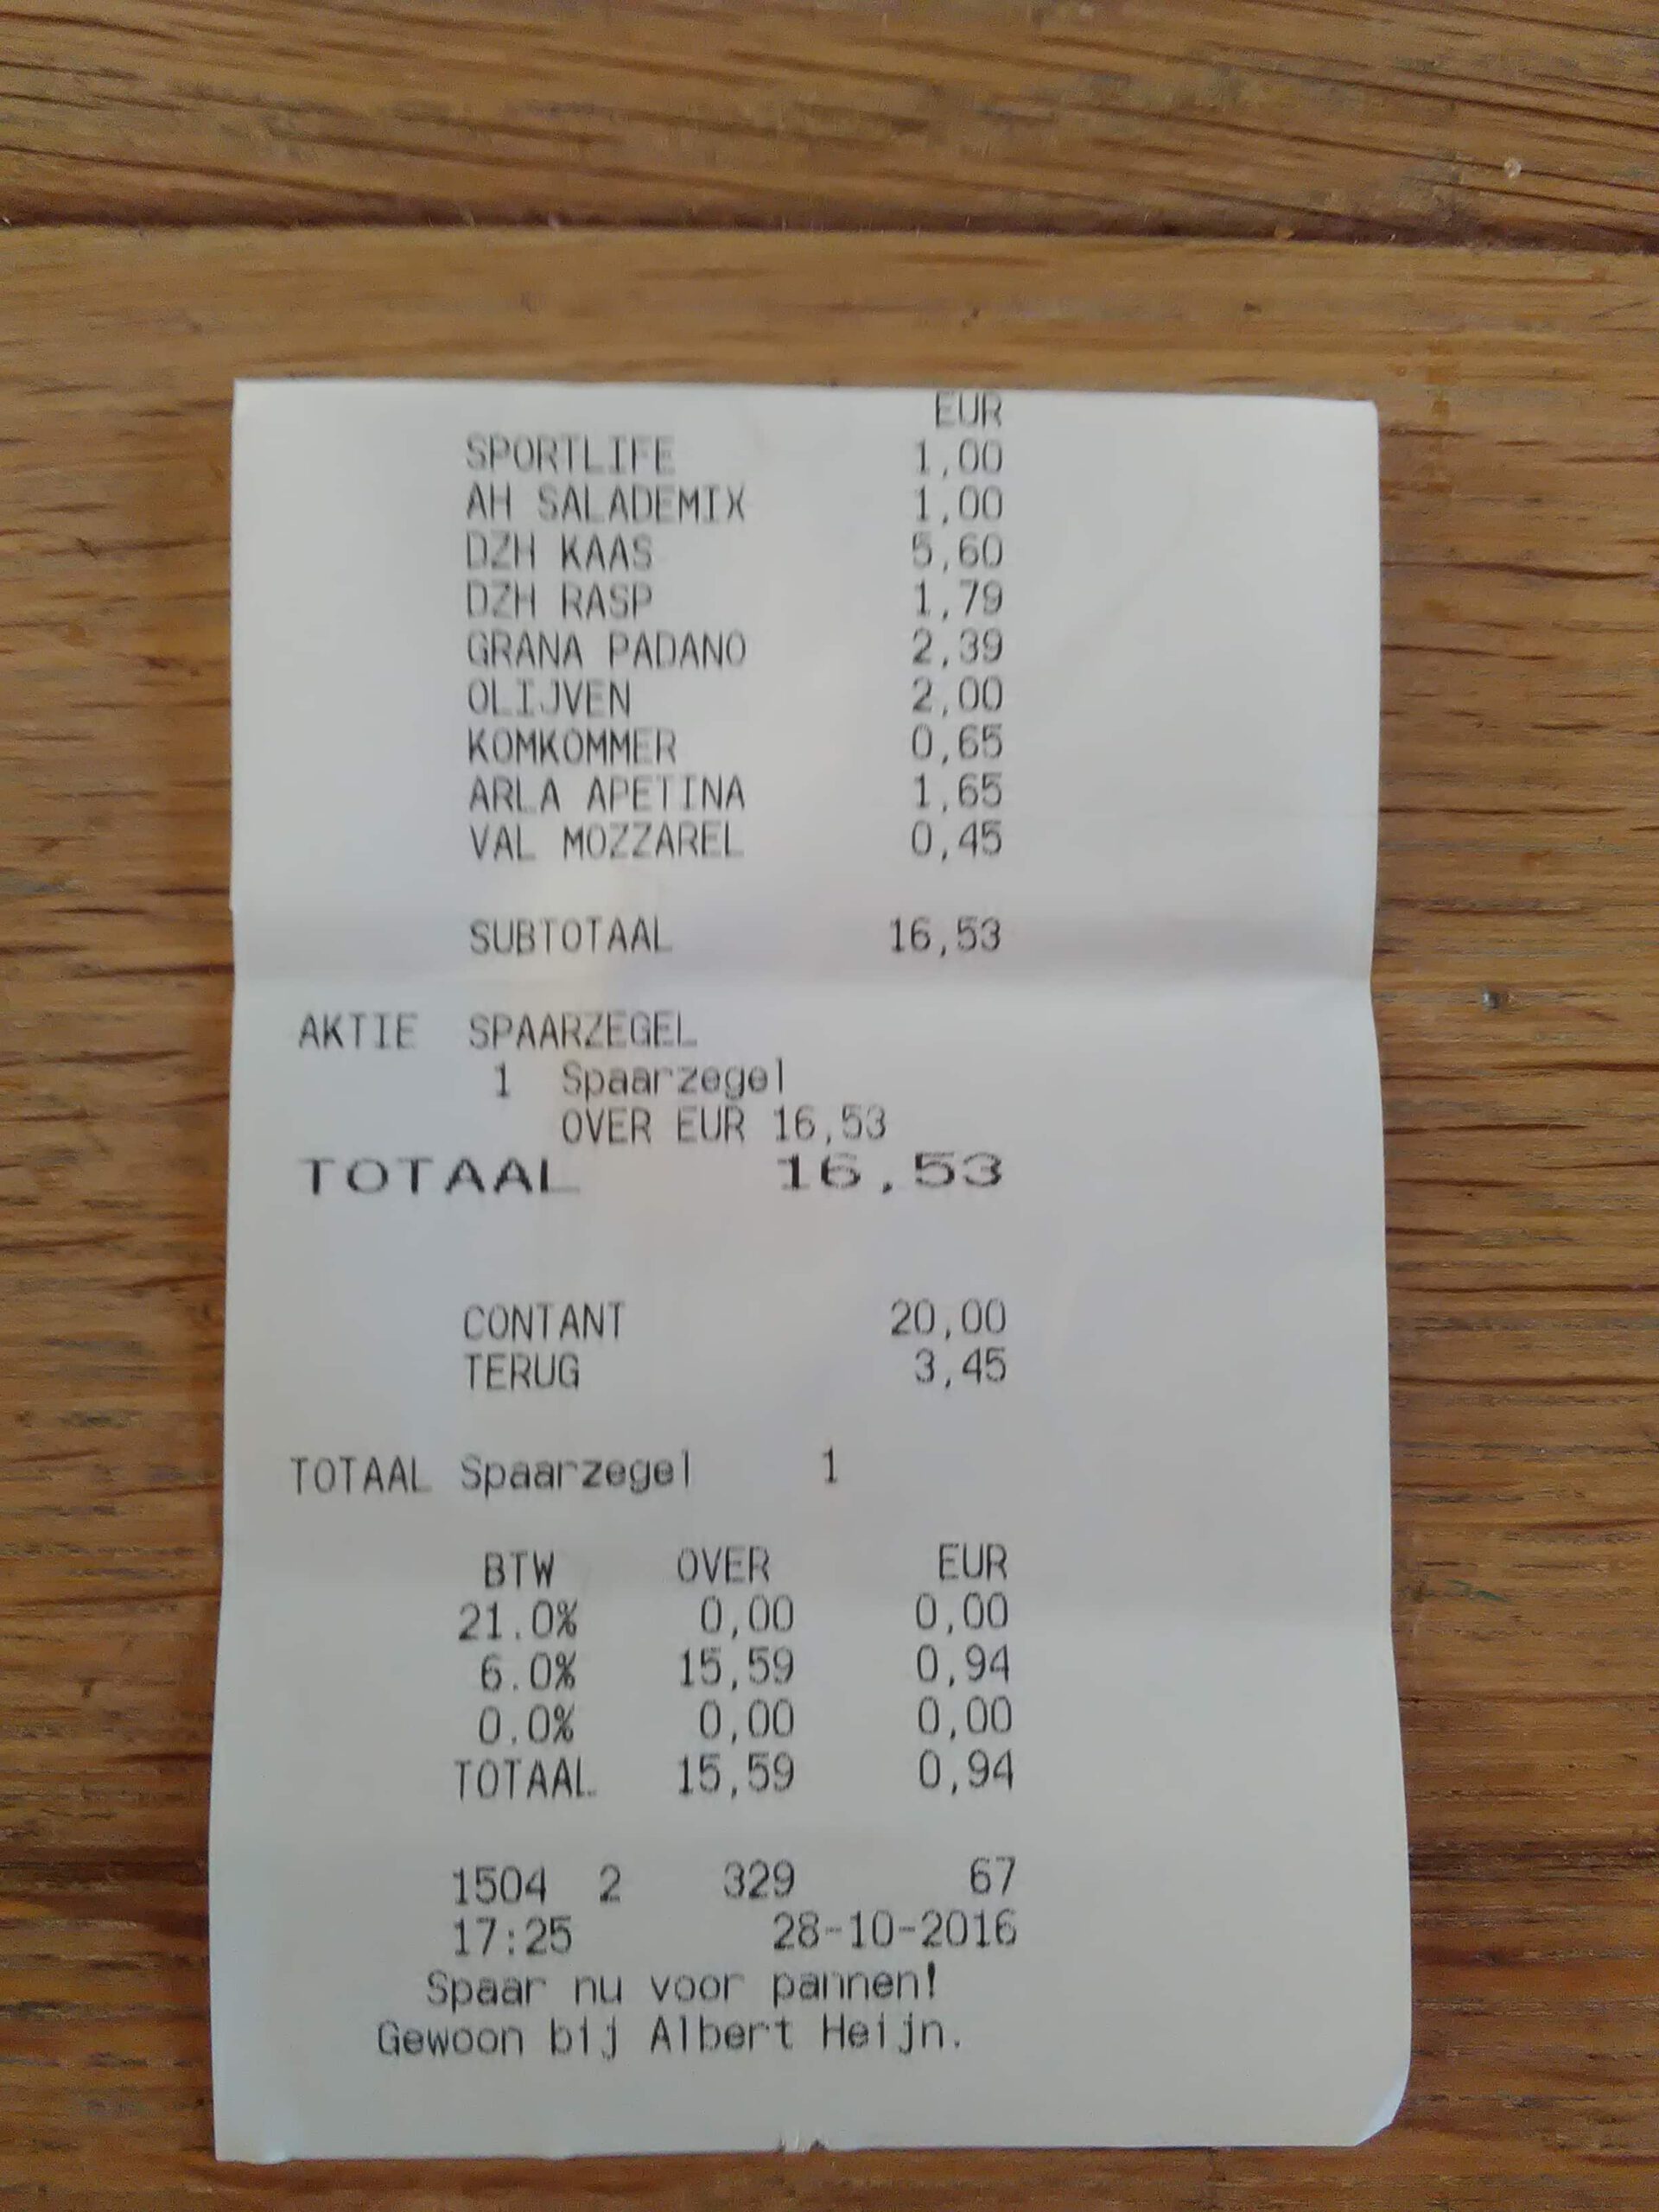 EUR
SPORTLIFE 1,00
AH SALADEMIX 1,00
DZH KAAS 5,60
DZH RASP 1,79
GRANA PADANO 2,39
OLIJVEN 2,00
KOMKOMMER 0,65
ARLA APETINA 1,65
VAL MOZZAREL 0,45
SUBTOTAAL 16,53
AKTIE SPAARZEGEL
1 Spaarzegel
OVER EUR 16,53
TOTAAL 16,53
CONTANT 20,00
TERUG 3,45
TOTAAL Spaarzegel 1
BTW OVER EUR
21.0% 0,00 0,00
6.0% 15,59 0,94
0.0% 0,00 0,00
TOTAAL 15,59 0,94
1504 2 329 67
17:25 28-10-2016
Spaar nu voor pannen!
Gewoon bij Albert Heijn.